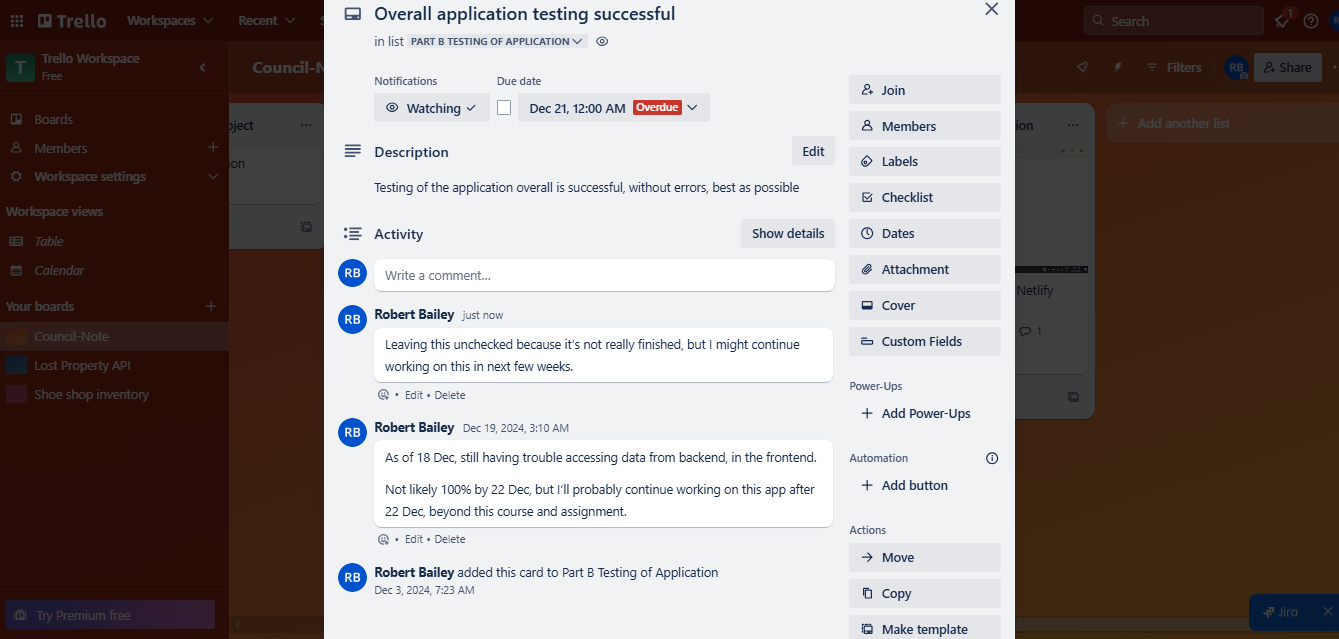 Trello
Workspaces
Recent
Search
1
Overall application testing successful
in list PART B TESTING OF APPLICATION
T
Trello Workspace
Free
Council-N
RB
Filters
Share
Notifications
Due date
Watching
Dec 21, 12:00 AM Overdue
Join
Members
Labels
Checklist
Dates
Attachment
Cover
Custom Fields
Power-Ups
Add Power-Ups
Automation
Add button
Actions
Move
Copy
Make template
Description
Edit
Testing of the application overall is successful, without errors, best as possible
Activity
Show details
RB
Write a comment…
RB
Robert Bailey just now
Leaving this unchecked because it's not really finished, but I might continue
working on this in next few weeks.
• Edit • Delete
RB
Robert Bailey Dec 19, 2024, 3:10 AM
As of 18 Dec, still having trouble accessing data from backend, in the frontend.
Not likely 100% by 22 Dec, but I'll probably continue working on this app after
22 Dec, beyond this course and assignment.
• Edit • Delete
RB
Robert Bailey added this card to Part B Testing of Application
Dec 3, 2024, 7:23 AM
Boards
Members
Workspace settings
Workspace views
Table
Calendar
Your boards
Council-Note
Lost Property API
Shoe shop inventory
Try Premium free
oject
on
ion
Add another list
Netlify
1
Jira